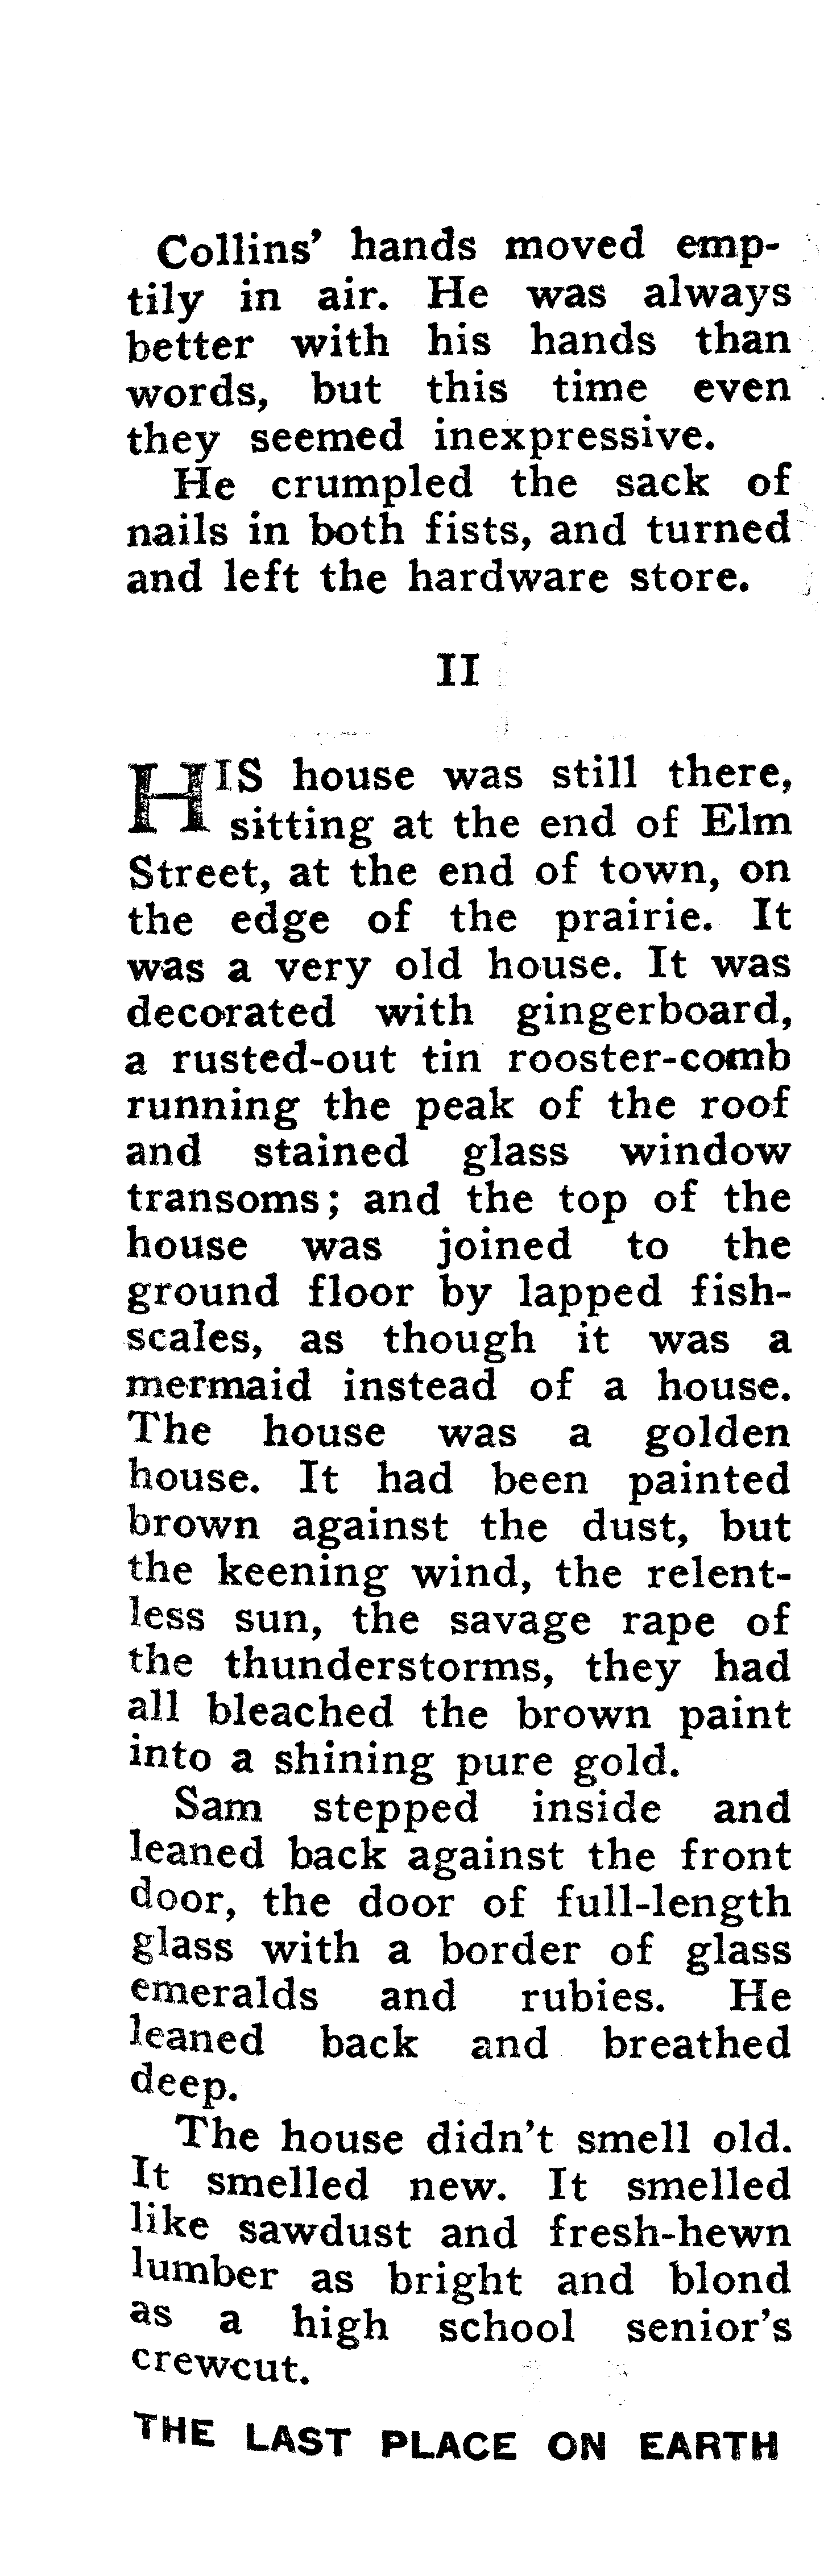 Collins' hands moved emp-
tily in air. He was always
better with his hands than
words, but this time even
they seemed inexpressive.
He crumpled the sack of
nails in both fists, and turned
and left the hardware store.
II
HIS house was still there,
sitting at the end of Elm
Street, at the end of town, on
the edge of the prairie. It
was a very old house. It was
decorated with gingerboard,
a rusted-out tin rooster-comb
running the peak of the roof
and stained glass window
transoms; and the top of the
house was joined to the
ground floor by lapped fish-
scales, as though it was a
mermaid instead of a house.
The house was a golden
house. It had been painted
brown against the dust, but
the keening wind, the relent-
less sun, the savage rape of
the thunderstorms, they had
all bleached the brown paint
into a shining pure gold.
Sam stepped inside and
leaned back against the front
door, the door of full-length
glass with a border of glass
emeralds and rubies. He
leaned back and breathed
deep.
The house didn't smell old.
It smelled new. It smelled
like sawdust and fresh-hewn
lumber as bright and blond
as a high school senior's
crewcut.
THE LAST PLACE ON EARTH